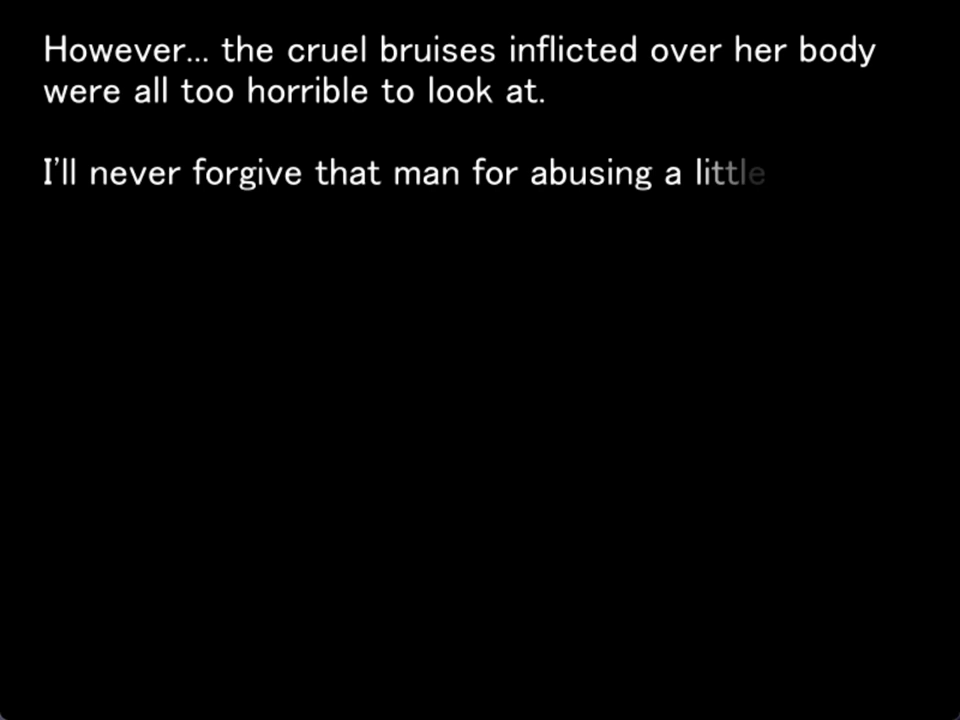 However... the cruel bruises inflicted over her body
were all too horrible to look at.
I'll never forgive that man for abusing a little